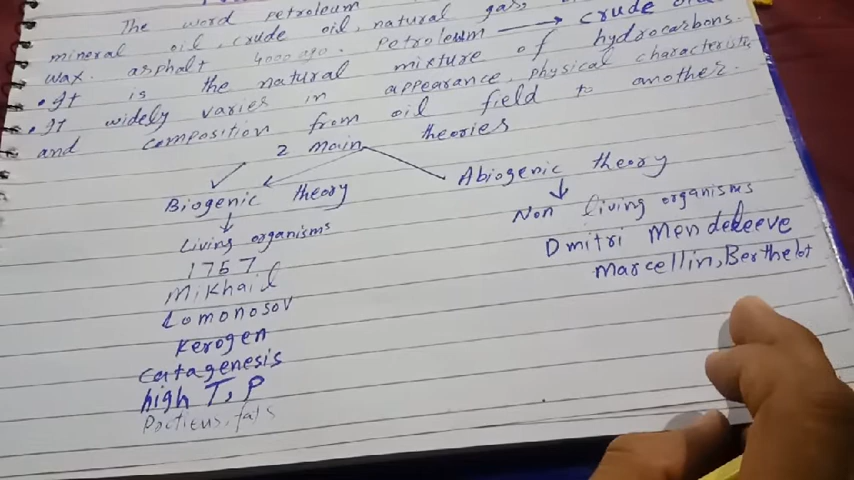 The word petroleum
mineral oil, crude oil, natural gas,
wax. asphalt 4000 ago. Petroleum → crude
• It is the natural mixture of hydrocarbons.
• It widely varies in appearance, physical characteristic
and composition from oil field to another.
2 main theories
Biogenic theory
Living organisms
1757
Mikhail
Lomonosov
Kerogen
Catagenesis
high T, P
fats
Abiogenic theory
Non living organisms
Dmitri Mendeleeve
Marcellin, Berthelot